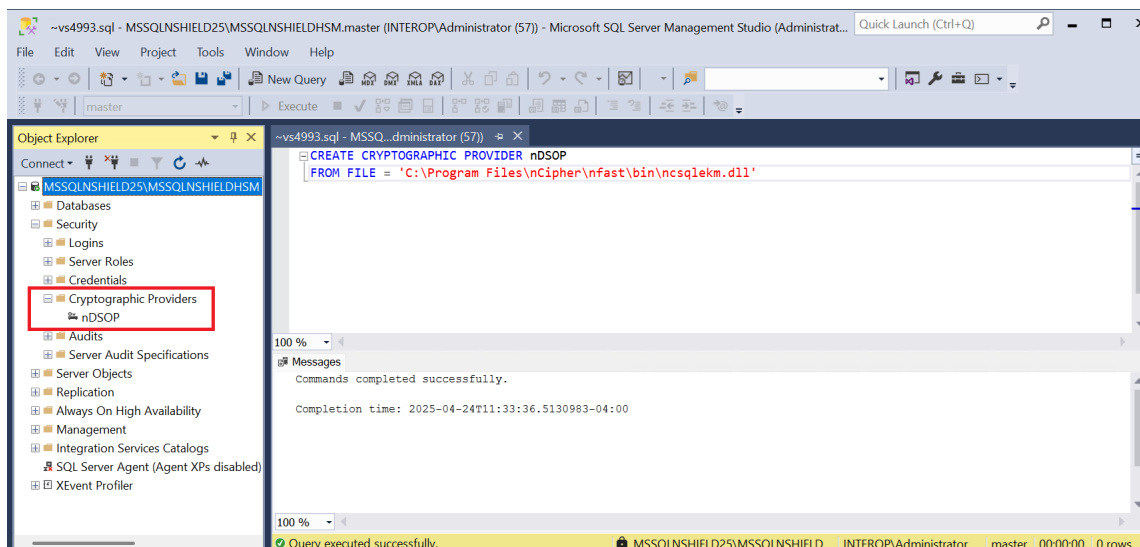 ~vs4993.sql - MSSQLNSHIELD25\MSSQLNSHIELDHSM.master (INTEROP\Administrator (57)) - Microsoft SQL Server Management Studio (Administrat...
Quick Launch (Ctrl+Q)
File Edit View Project Tools Window Help
New Query MDX DMX XMLA DAX
master Execute
Object Explorer
~vs4993.sql - MSSQ...dministrator (57))
Connect
MSSQLNSHIELD25\MSSQLNSHIELDHSM
Databases
Security
Logins
Server Roles
Credentials
Cryptographic Providers
nDSOP
Audits
Server Audit Specifications
Server Objects
Replication
Always On High Availability
Management
Integration Services Catalogs
SQL Server Agent (Agent XPs disabled)
XEvent Profiler
CREATE CRYPTOGRAPHIC PROVIDER nDSOP
FROM FILE = 'C:\Program Files\nCipher\nfast\bin\ncsqlekm.dll'
100 %
Messages
Commands completed successfully.
Completion time: 2025-04-24T11:33:36.5130983-04:00
100 %
Query executed successfully. MSSQLNSHIELD25\MSSQLNSHIELD... INTEROP\Administrator ... master 00:00:00 0 rows